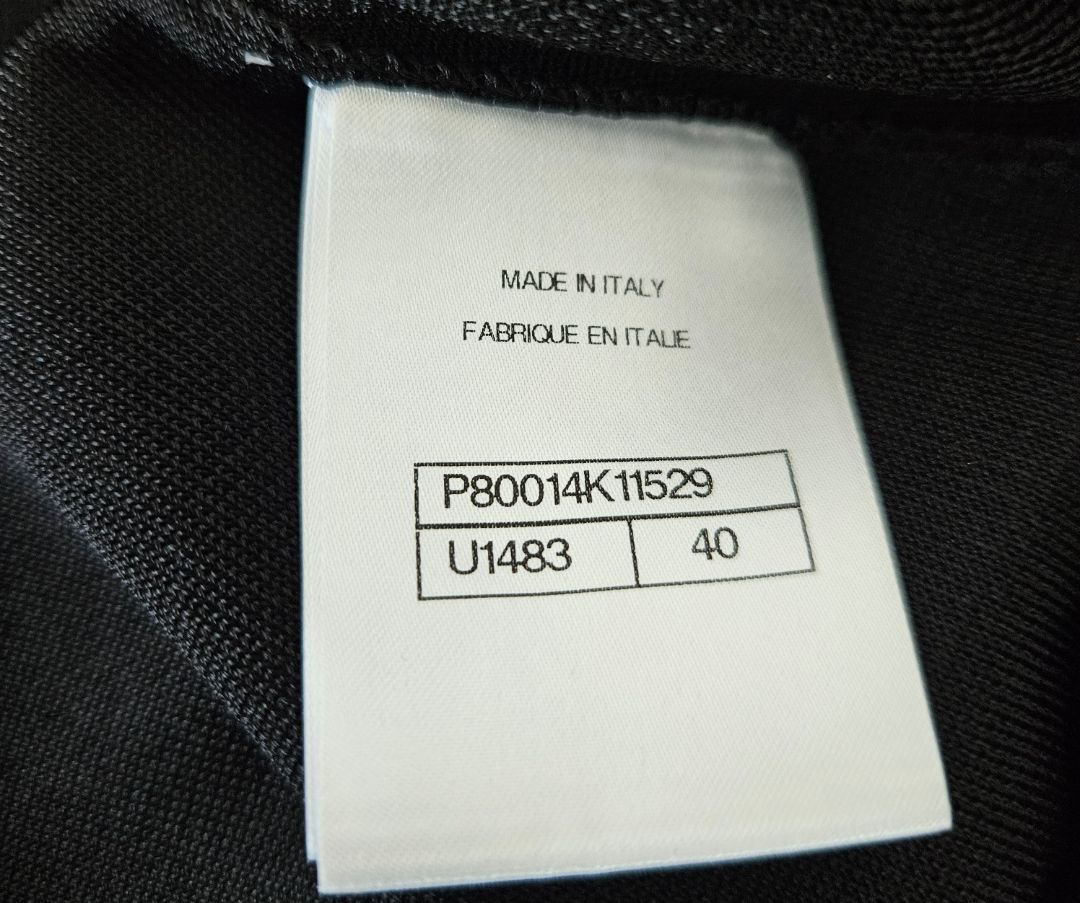 MADE IN ITALY
FABRIQUE EN ITALIE
P80014K11529
U1483 40